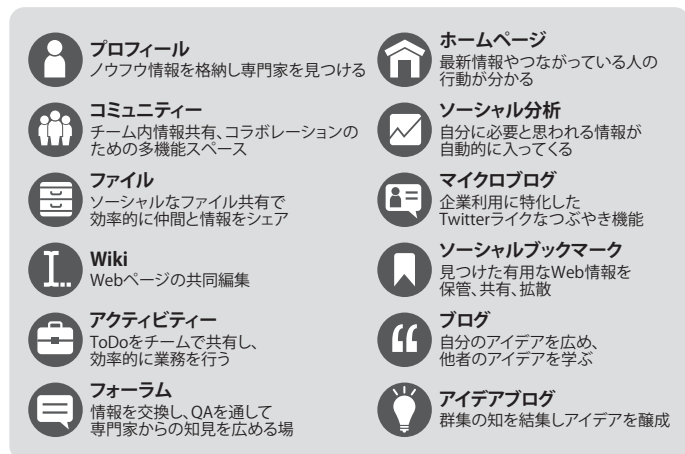 プロフィール
ノウフウ情報を格納し専門家を見つける
コミュニティー
チーム内情報共有、コラボレーションの
ための多機能スペース
ファイル
ソーシャルなファイル共有で
効率的に仲間と情報をシェア
Wiki
Webページの共同編集
アクティビティー
ToDoをチームで共有し、
効率的に業務を行う
フォーラム
情報を交換し、QAを通して
専門家からの知見を広める場
ホームページ
最新情報やつながっている人の
行動が分かる
ソーシャル分析
自分に必要と思われる情報が
自動的に入ってくる
マイクロブログ
企業利用に特化した
Twitterライクなつぶやき機能
ソーシャルブックマーク
見つけた有用なWeb情報を
保管、共有、拡散
ブログ
自分のアイデアを広め、
他者のアイデアを学ぶ
アイデアブログ
群集の知を結集しアイデアを醸成